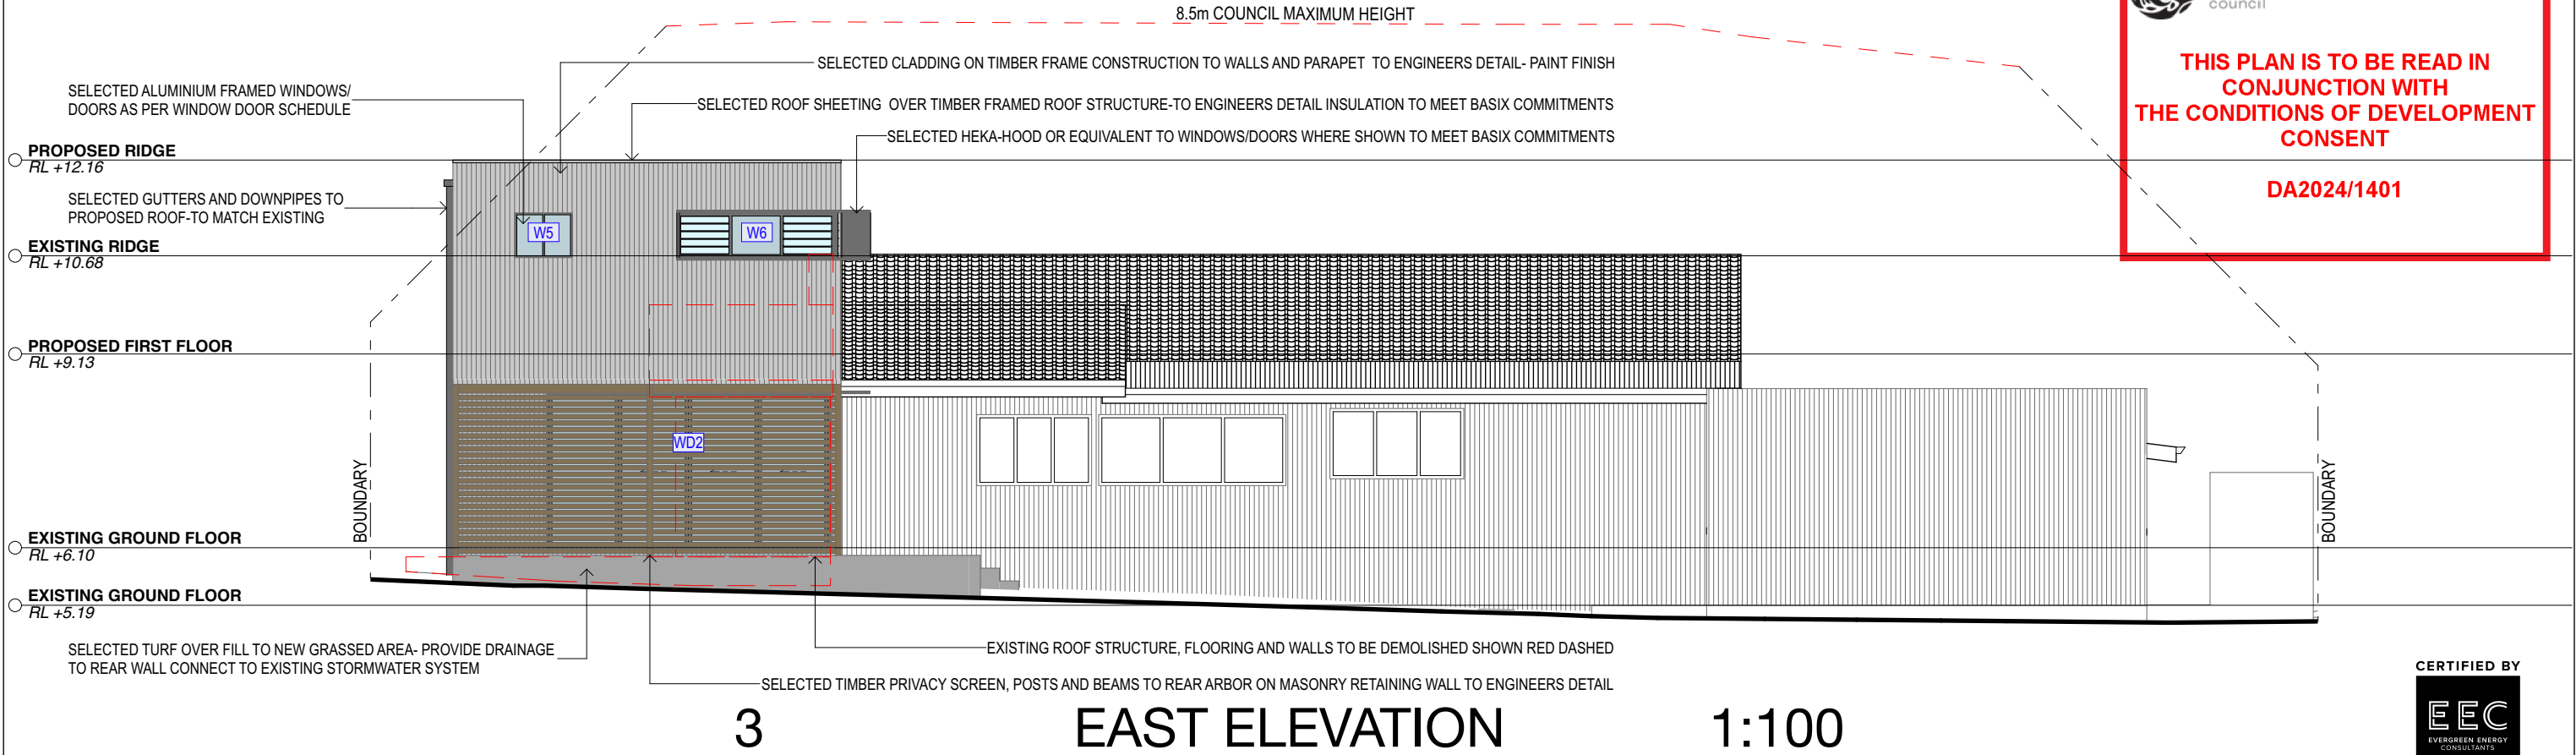 8.5m COUNCIL MAXIMUM HEIGHT
council
THIS PLAN IS TO BE READ IN
CONJUNCTION WITH
THE CONDITIONS OF DEVELOPMENT
CONSENT
DA2024/1401
SELECTED CLADDING ON TIMBER FRAME CONSTRUCTION TO WALLS AND PARAPET TO ENGINEERS DETAIL- PAINT FINISH
SELECTED ALUMINIUM FRAMED WINDOWS/
DOORS AS PER WINDOW DOOR SCHEDULE
SELECTED ROOF SHEETING OVER TIMBER FRAMED ROOF STRUCTURE-TO ENGINEERS DETAIL INSULATION TO MEET BASIX COMMITMENTS
SELECTED HEKA-HOOD OR EQUIVALENT TO WINDOWS/DOORS WHERE SHOWN TO MEET BASIX COMMITMENTS
PROPOSED RIDGE
RL +12.16
SELECTED GUTTERS AND DOWNPIPES TO
PROPOSED ROOF-TO MATCH EXISTING
W5
W6
EXISTING RIDGE
RL +10.68
PROPOSED FIRST FLOOR
RL +9.13
WD2
BOUNDARY
BOUNDARY
EXISTING GROUND FLOOR
RL +6.10
EXISTING GROUND FLOOR
RL +5.19
SELECTED TURF OVER FILL TO NEW GRASSED AREA- PROVIDE DRAINAGE
TO REAR WALL CONNECT TO EXISTING STORMWATER SYSTEM
EXISTING ROOF STRUCTURE, FLOORING AND WALLS TO BE DEMOLISHED SHOWN RED DASHED
SELECTED TIMBER PRIVACY SCREEN, POSTS AND BEAMS TO REAR ARBOR ON MASONRY RETAINING WALL TO ENGINEERS DETAIL
3 EAST ELEVATION 1:100
CERTIFIED BY
EEC
EVERGREEN ENERGY
CONSULTANTS